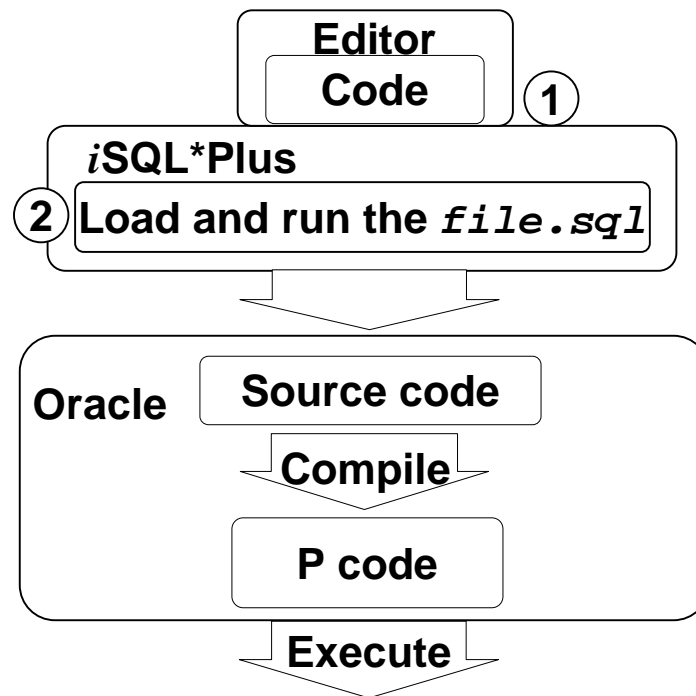 Editor
Code
1
iSQL*Plus
2
Load and run the file.sql
Source code
Oracle
Compile
P code
Execute